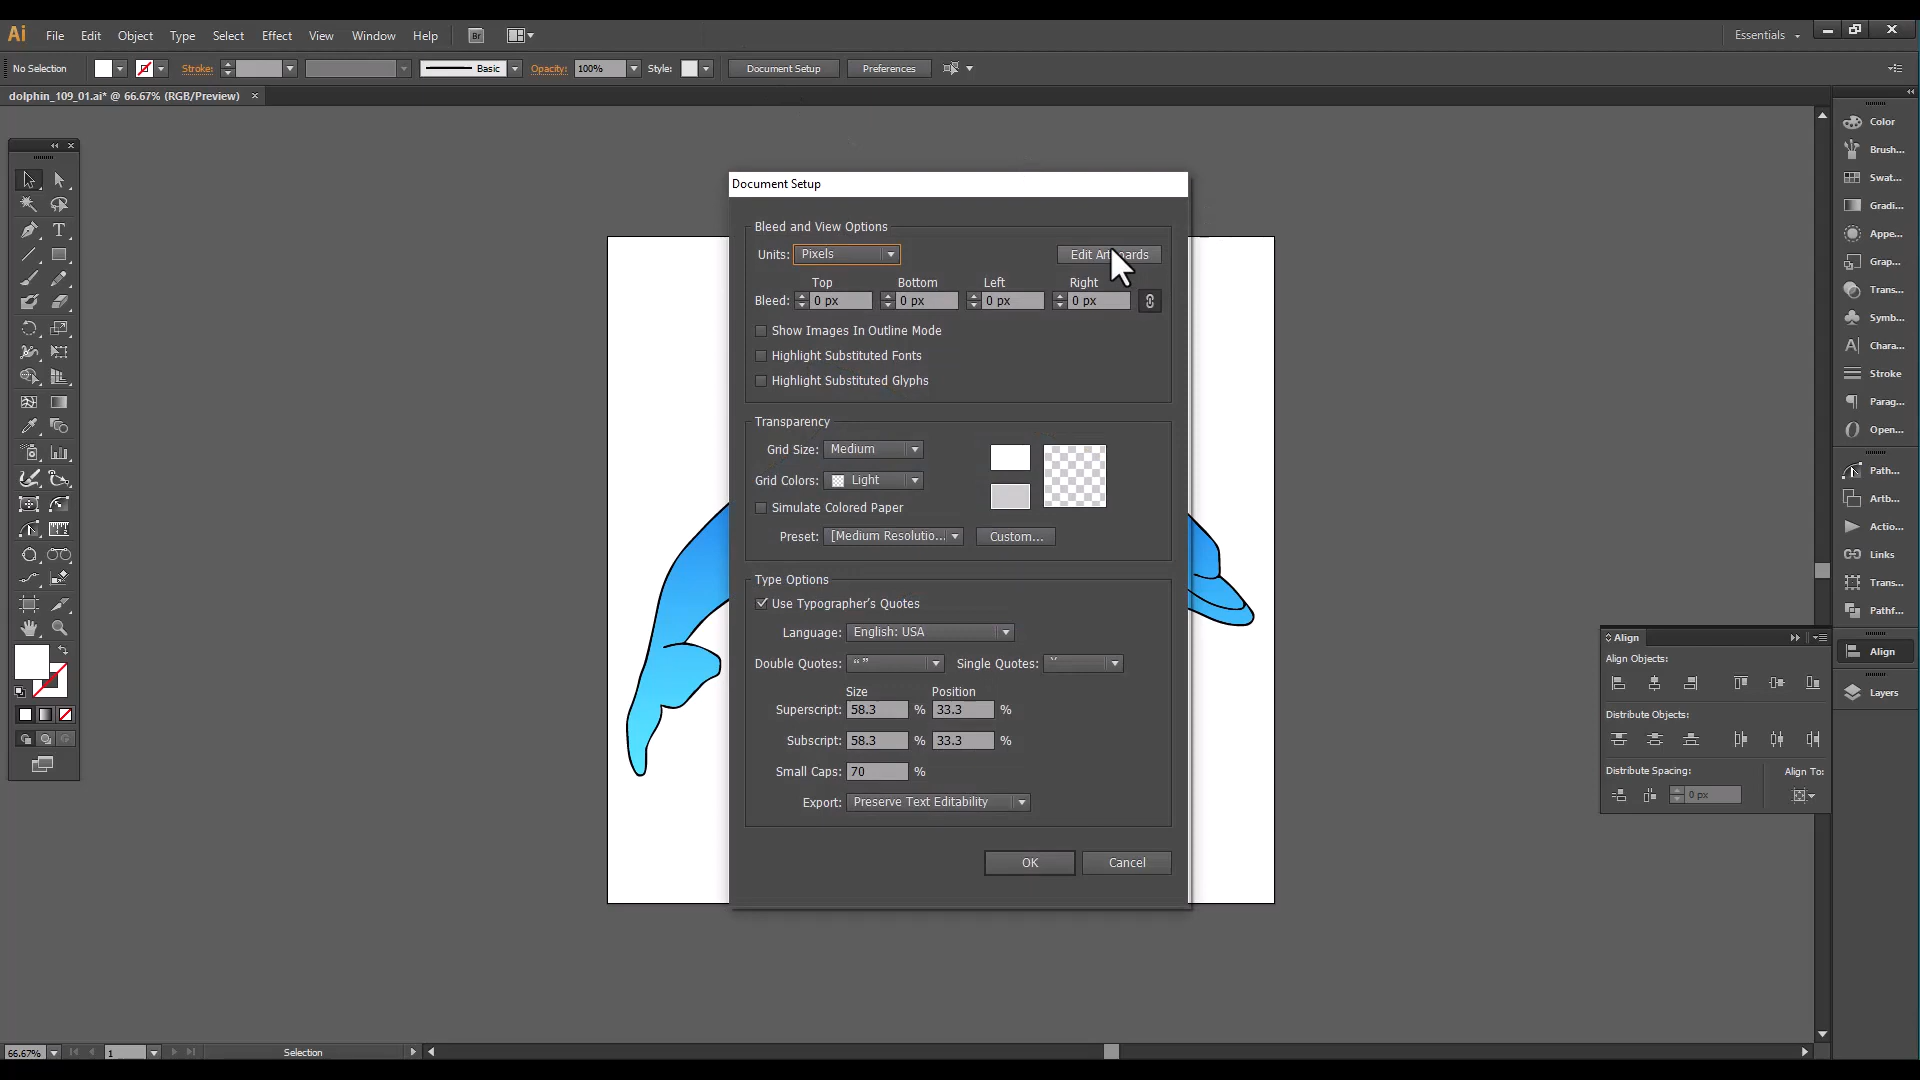 Ai File Edit Object Type Select Effect View Window Help Br Essentials
No Selection Stroke: Basic Opacity: 100% Style: Document Setup Preferences
dolphin_109_01.ai* @ 66.67% (RGB/Preview)
Document Setup
Bleed and View Options
Units: Pixels
Top Bottom Left Right
Bleed: 0 px 0 px 0 px 0 px
Show Images In Outline Mode
Highlight Substituted Fonts
Highlight Substituted Glyphs
Transparency
Grid Size: Medium
Grid Colors: Light
Simulate Colored Paper
Preset: [Medium Resolutio... Custom...
Type Options
Use Typographer's Quotes
Language: English: USA
Double Quotes: “ ” Single Quotes:
Size Position
Superscript: 58.3 % 33.3 %
Subscript: 58.3 % 33.3 %
Small Caps: 70 %
Export: Preserve Text Editability
OK Cancel
Color
Brush...
Swat...
Gradi...
Appe...
Grap...
Trans...
Symb...
Chara...
Stroke
Parag...
Open...
Path...
Artb...
Actio...
Links
Trans...
Pathf...
Align
Layers
Align
Align Objects:
Distribute Objects:
Distribute Spacing: Align To:
0 px
66.67% 1 Selection